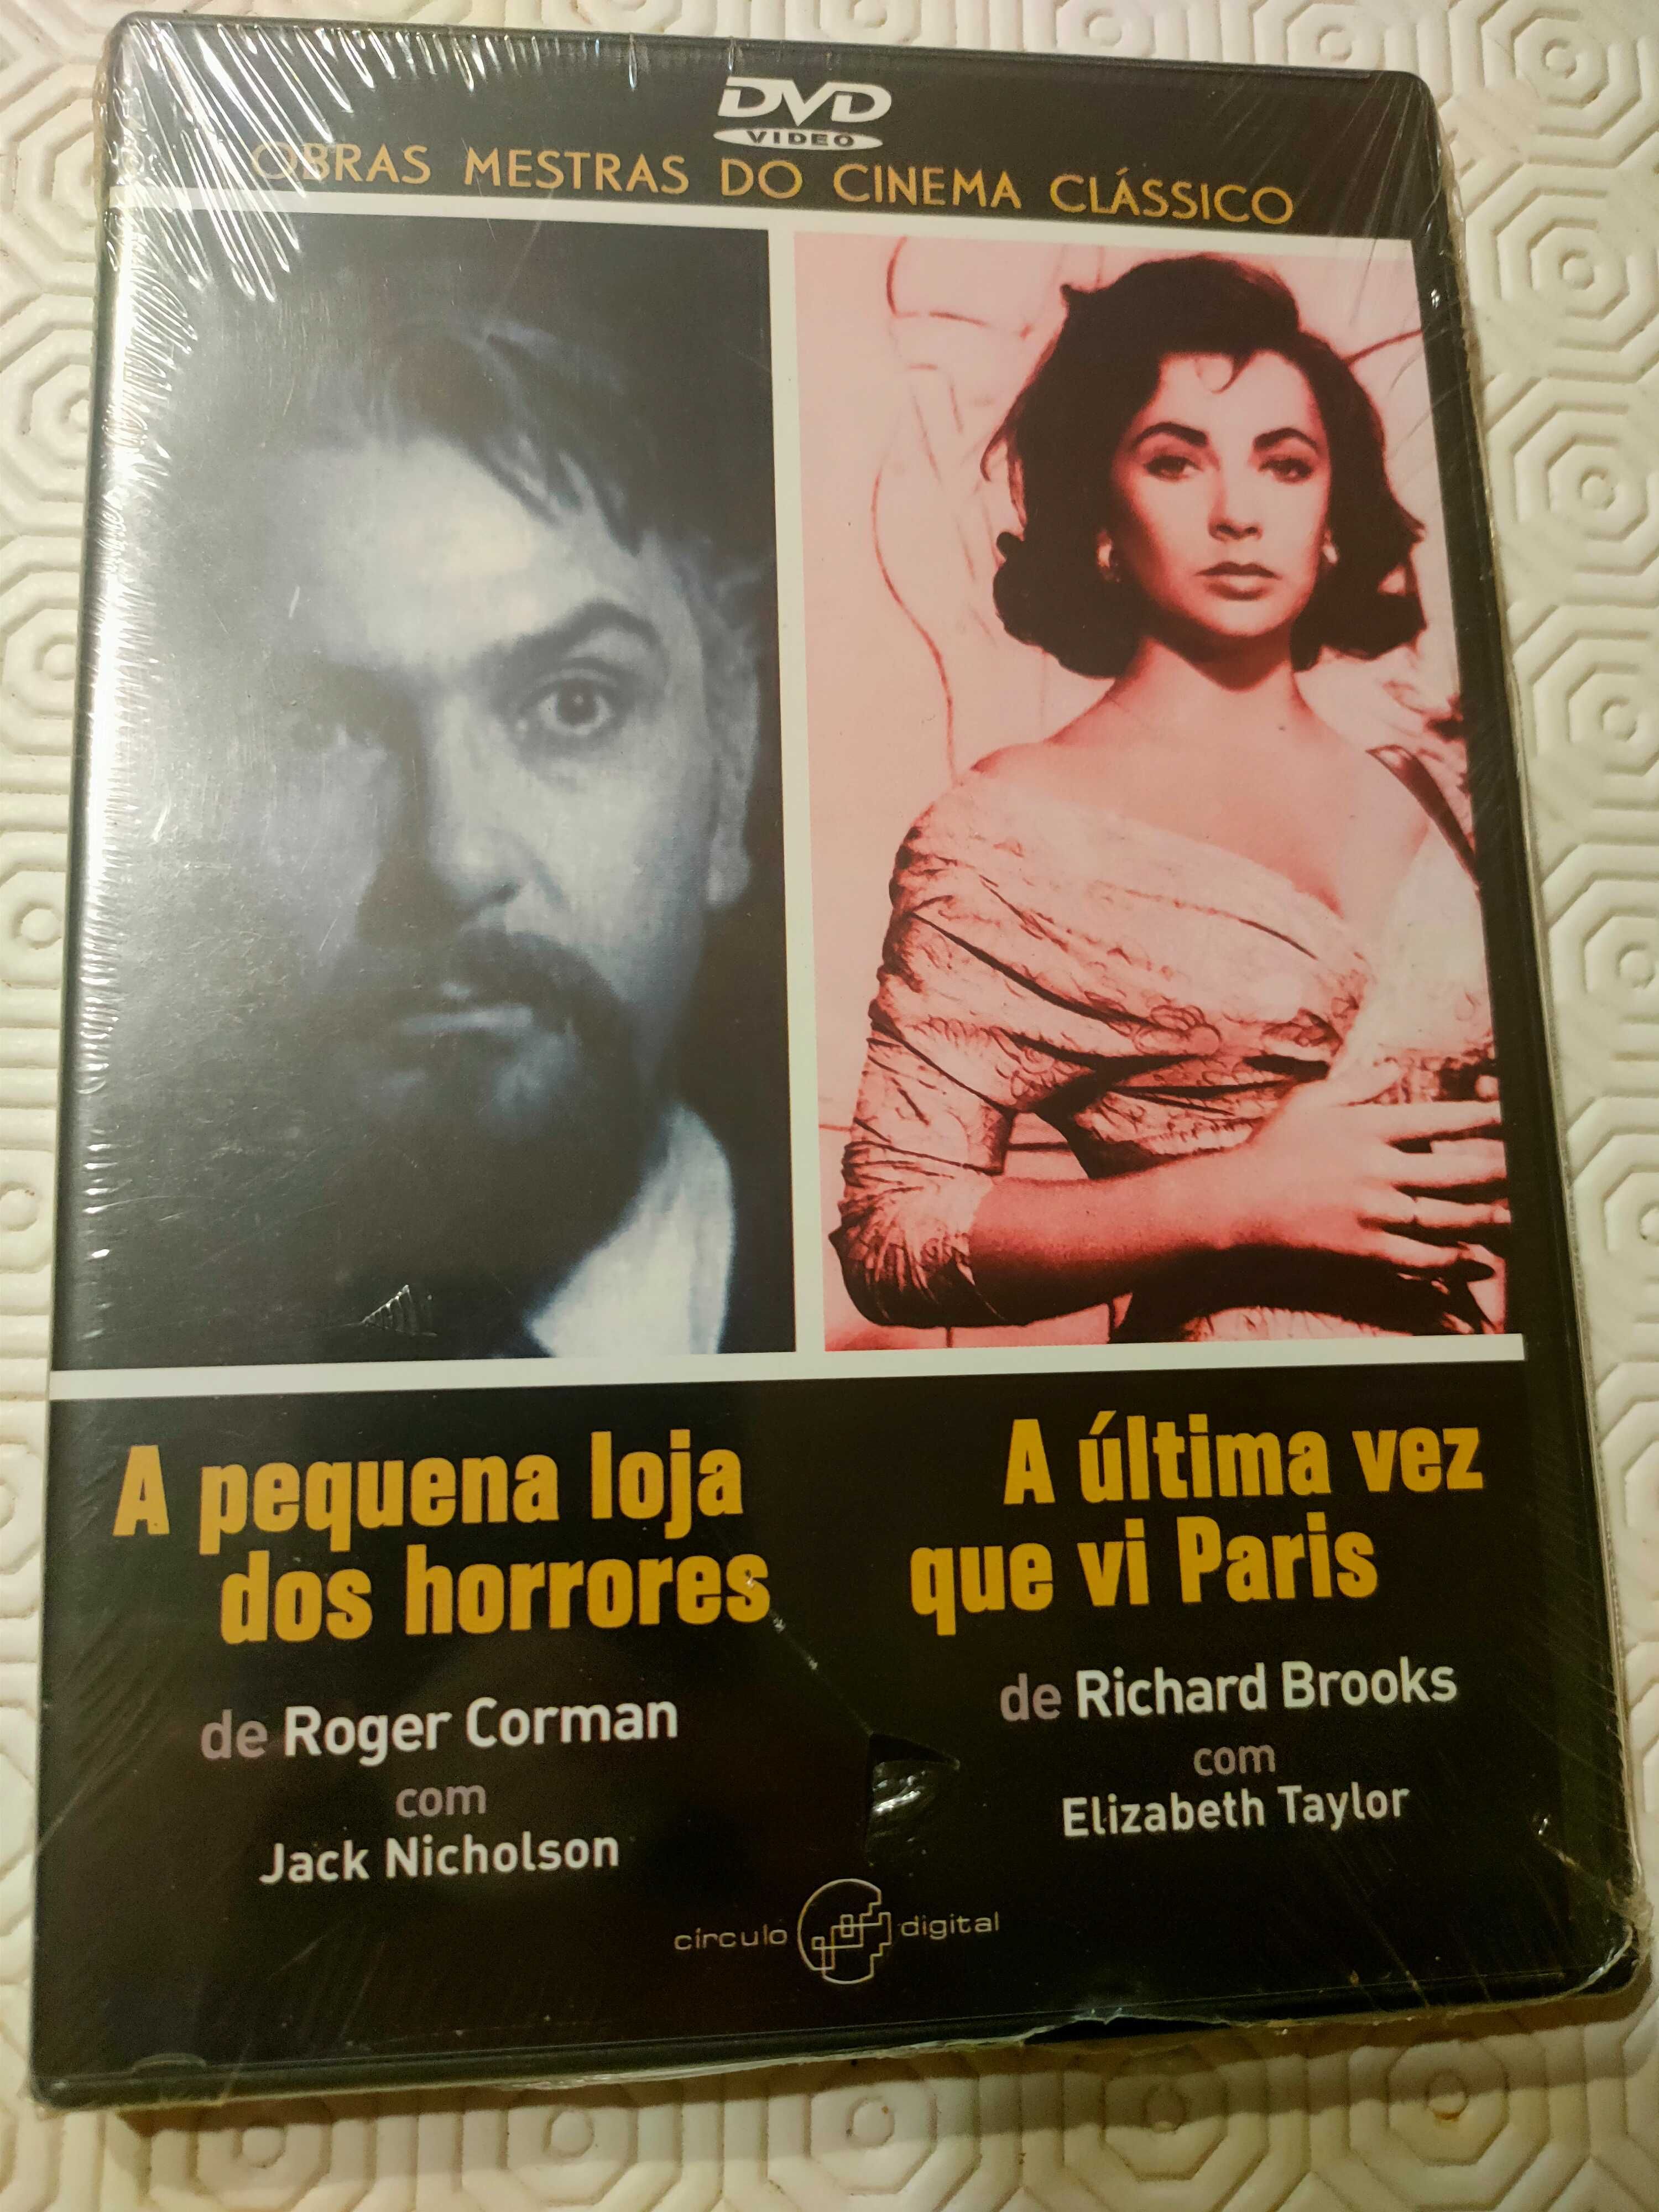 DVD
VIDEO
OBRAS MESTRAS DO CINEMA CLÁSSICO
A pequena loja
dos horrores
de Roger Corman
com
Jack Nicholson
A última vez
que vi Paris
de Richard Brooks
com
Elizabeth Taylor
círculo digital